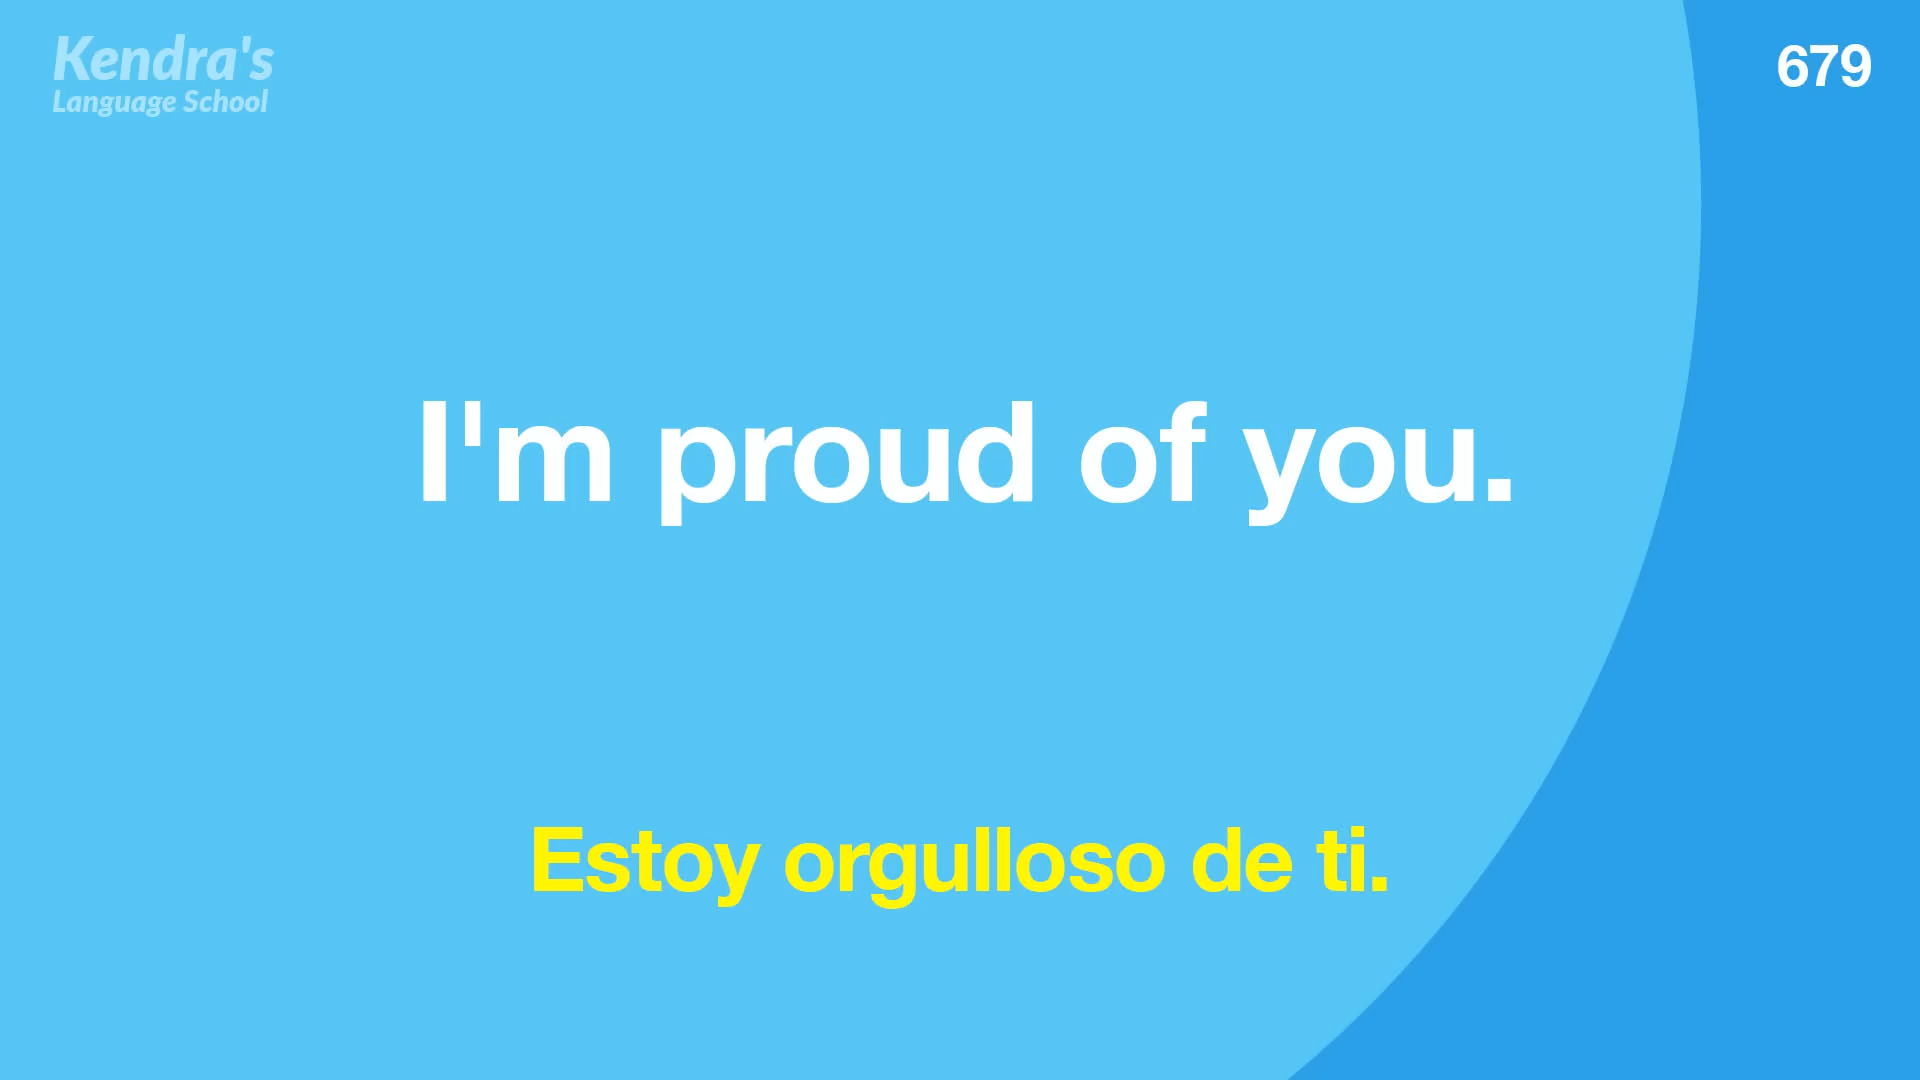 Kendra's
Language School
679
I'm proud of you.
Estoy orgulloso de ti.